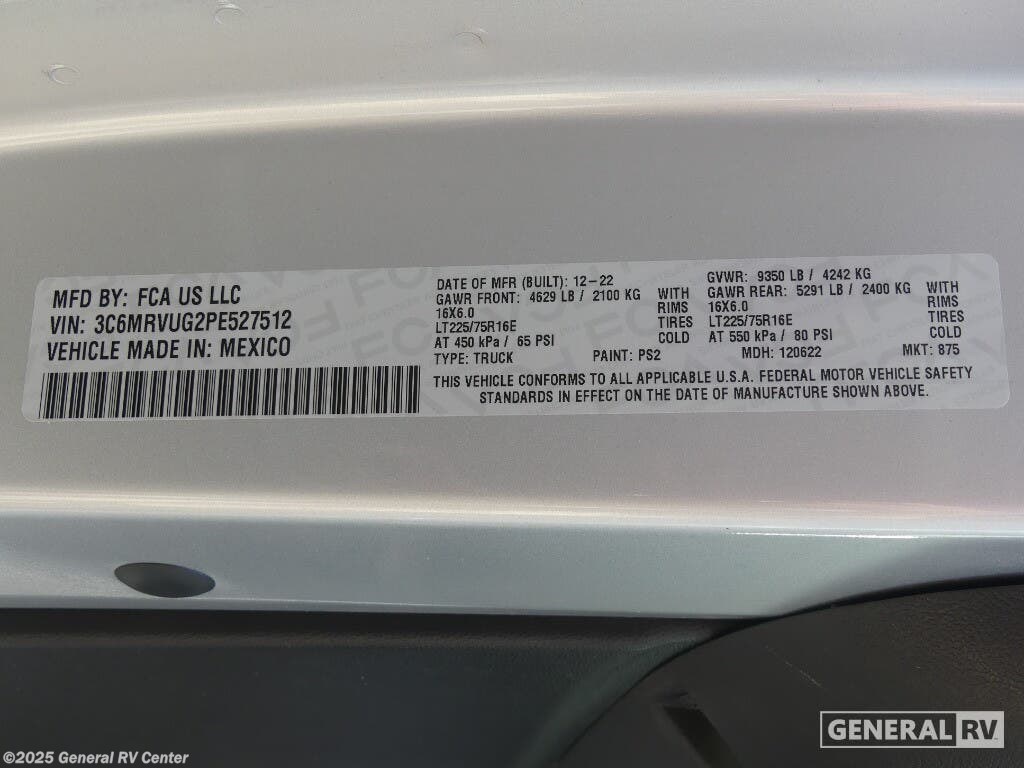 MFD BY: FCA US LLC
VIN: 3C6MRVUG2PE527512
VEHICLE MADE IN: MEXICO
DATE OF MFR (BUILT): 12-22
GAWR FRONT: 4629 LB / 2100 KG WITH
16X6.0 RIMS
LT225/75R16E TIRES
AT 450 kPa / 65 PSI COLD
GVWR: 9350 LB / 4242 KG
GAWR REAR: 5291 LB / 2400 KG WITH
16X6.0 RIMS
LT225/75R16E TIRES
AT 550 kPa / 80 PSI COLD
TYPE: TRUCK PAINT: PS2 MDH: 120622 MKT: 875
THIS VEHICLE CONFORMS TO ALL APPLICABLE U.S.A. FEDERAL MOTOR VEHICLE SAFETY
STANDARDS IN EFFECT ON THE DATE OF MANUFACTURE SHOWN ABOVE.
GENERAL RV
©2025 General RV Center